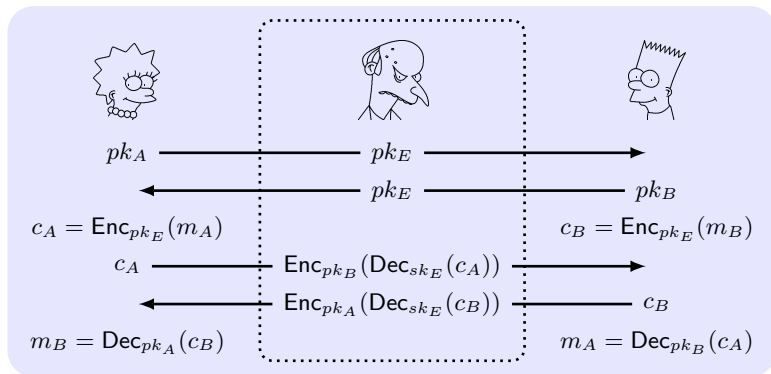 pk_A pk_E
pk_E pk_B
c_A = Enc_{pk_E}(m_A) c_B = Enc_{pk_E}(m_B)
c_A Enc_{pk_B}(Dec_{sk_E}(c_A))
Enc_{pk_A}(Dec_{sk_E}(c_B)) c_B
m_B = Dec_{pk_A}(c_B) m_A = Dec_{pk_B}(c_A)